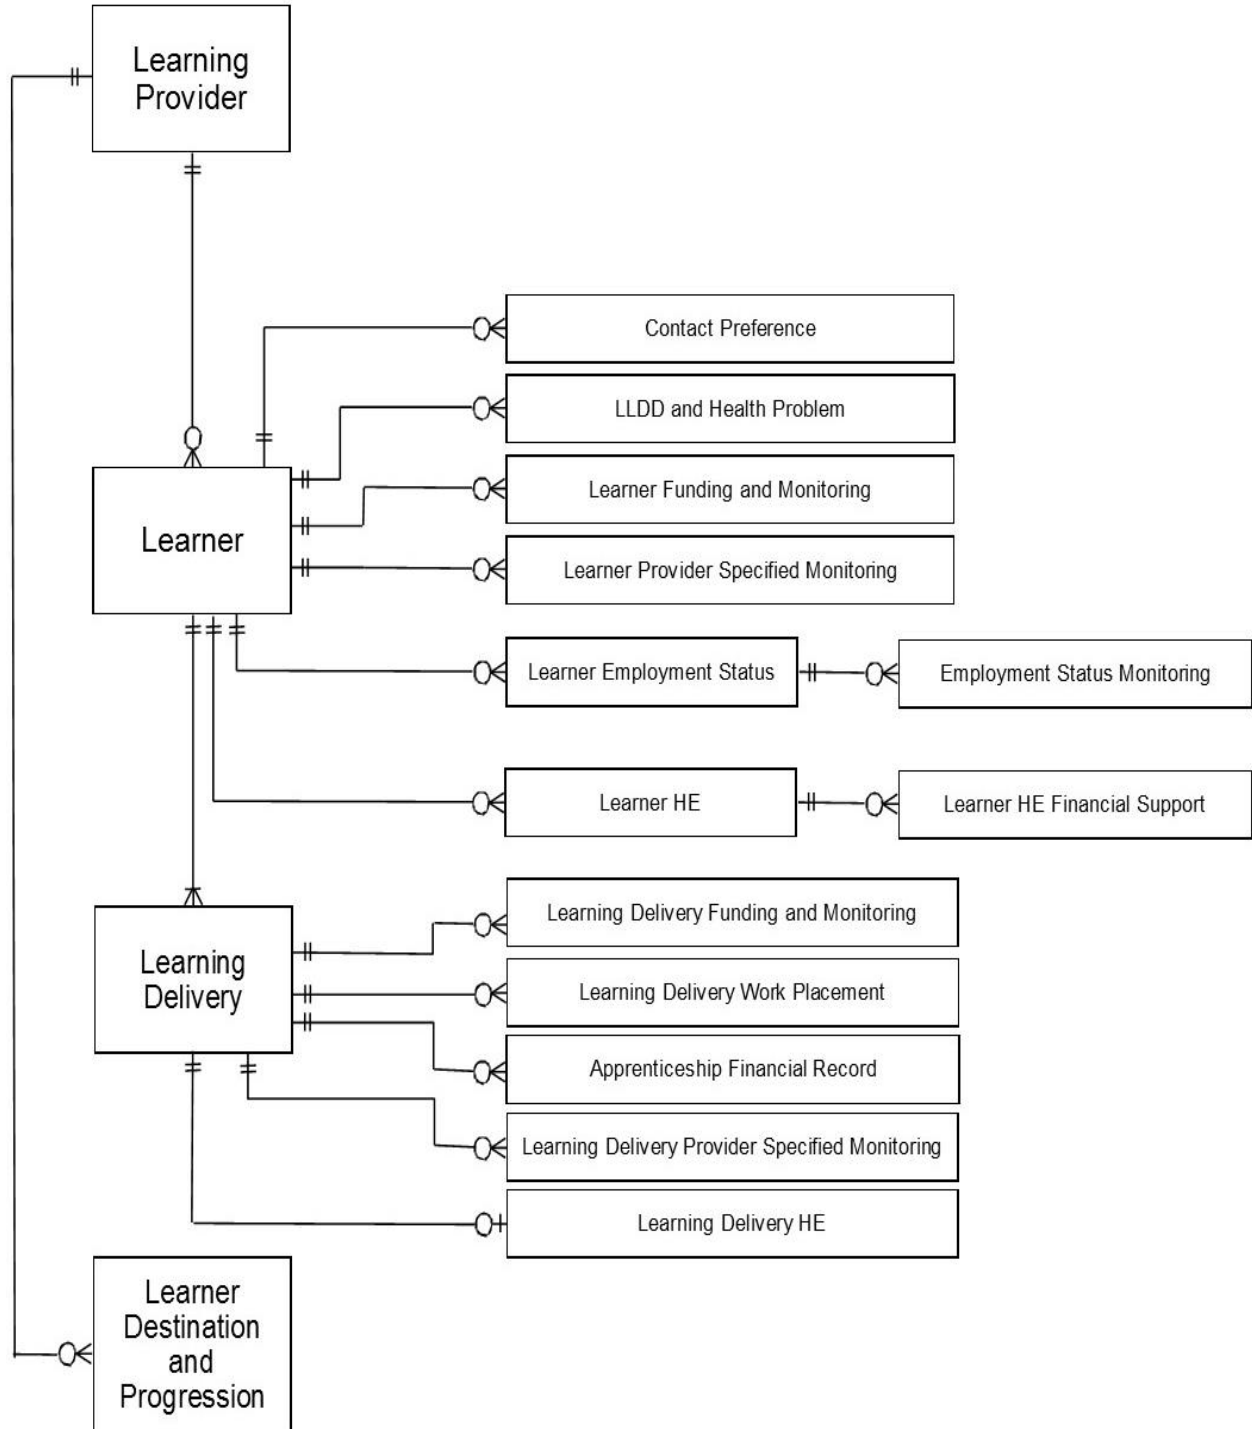 Learning
Provider
Contact Preference
LLDD and Health Problem
Learner Funding and Monitoring
Learner
Learner Provider Specified Monitoring
Learner Employment Status
Employment Status Monitoring
Learner HE
Learner HE Financial Support
Learning Delivery Funding and Monitoring
Learning
Delivery
Learning Delivery Work Placement
Apprenticeship Financial Record
Learning Delivery Provider Specified Monitoring
Learning Delivery HE
Learner
Destination
and
Progression